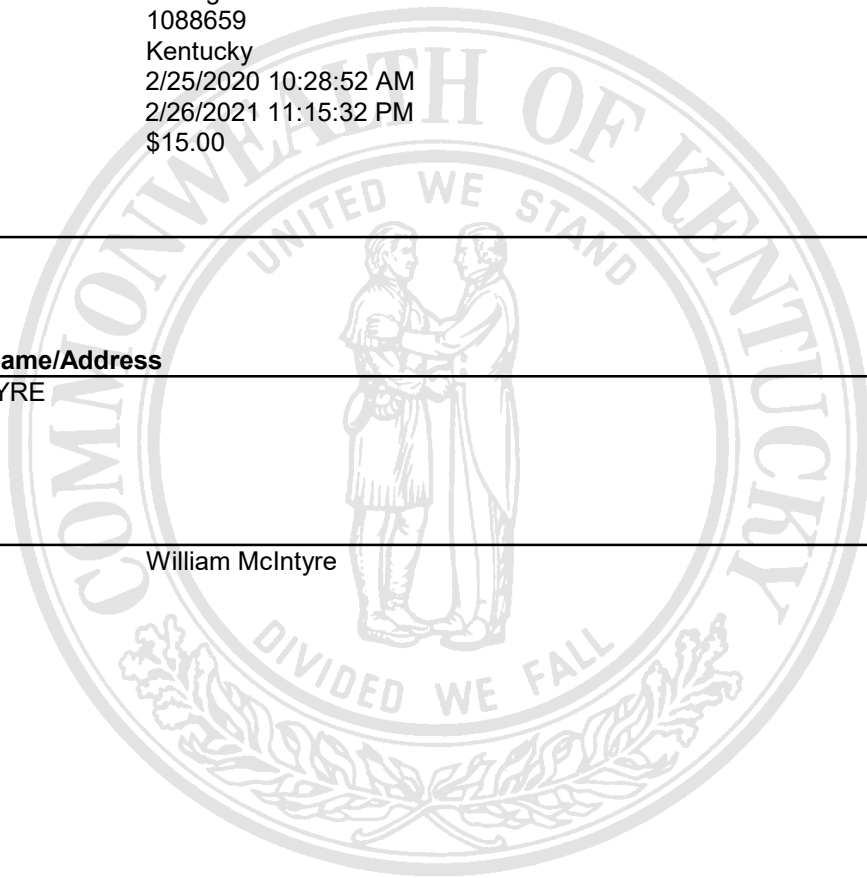 1088659
Kentucky
2/25/2020 10:28:52 AM
2/26/2021 11:15:32 PM
$15.00
COMMONWEALTH OF KENTUCKY
UNITED WE STAND
ame/Address
YRE
William McIntyre
DIVIDED WE FALL